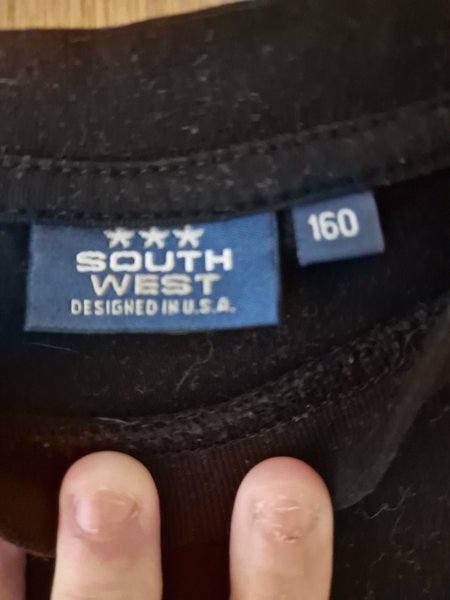 ★★★
SOUTH
WEST
DESIGNED IN U.S.A.
160